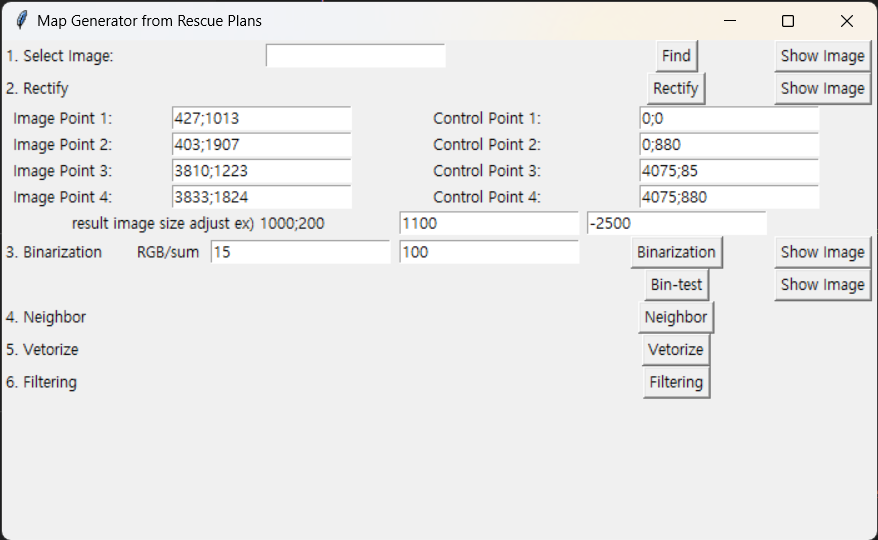 Map Generator from Rescue Plans
1. Select Image: Find Show Image
2. Rectify Rectify Show Image
Image Point 1: 427;1013 Control Point 1: 0;0
Image Point 2: 403;1907 Control Point 2: 0;880
Image Point 3: 3810;1223 Control Point 3: 4075;85
Image Point 4: 3833;1824 Control Point 4: 4075;880
result image size adjust ex) 1000;200 1100 -2500
3. Binarization RGB/sum 15 100 Binarization Show Image
Bin-test Show Image
4. Neighbor Neighbor
5. Vetorize Vetorize
6. Filtering Filtering